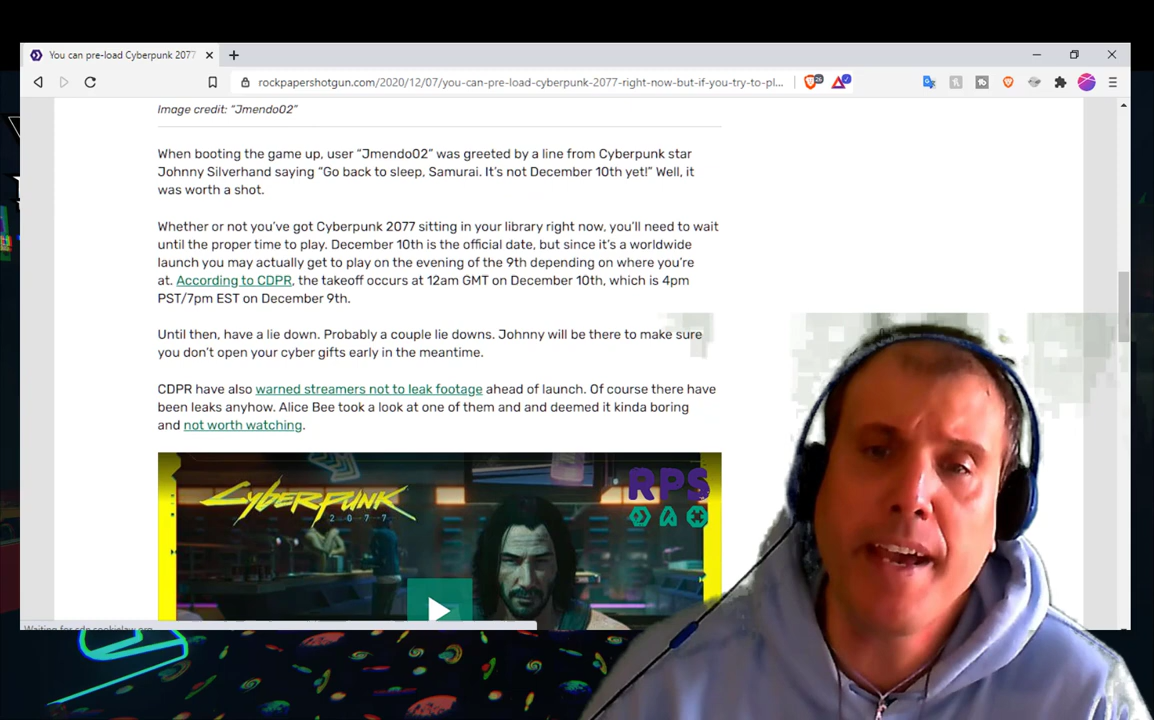 You can pre-load Cyberpunk 2077
rockpapershotgun.com/2020/12/07/you-can-pre-load-cyberpunk-2077-right-now-but-if-you-try-to-pl...
26
Image credit: “Jmendo02”
When booting the game up, user “Jmendo02” was greeted by a line from Cyberpunk star
Johnny Silverhand saying “Go back to sleep, Samurai. It’s not December 10th yet!” Well, it
was worth a shot.
Whether or not you’ve got Cyberpunk 2077 sitting in your library right now, you’ll need to wait
until the proper time to play. December 10th is the official date, but since it’s a worldwide
launch you may actually get to play on the evening of the 9th depending on where you’re
at. According to CDPR, the takeoff occurs at 12am GMT on December 10th, which is 4pm
PST/7pm EST on December 9th.
Until then, have a lie down. Probably a couple lie downs. Johnny will be there to make sure
you don’t open your cyber gifts early in the meantime.
CDPR have also warned streamers not to leak footage ahead of launch. Of course there have
been leaks anyhow. Alice Bee took a look at one of them and and deemed it kinda boring
and not worth watching.
CYBERPUNK
2077
RPS